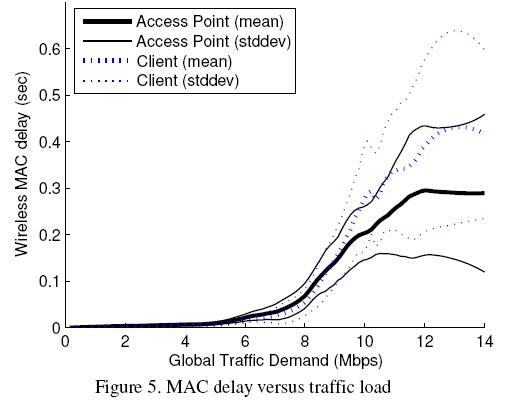 Access Point (mean)
Access Point (stddev)
Client (mean)
Client (stddev)
Wireless MAC delay (sec)
0.6
0.5
0.4
0.3
0.2
0.1
0
0 2 4 6 8 10 12 14
Global Traffic Demand (Mbps)
Figure 5. MAC delay versus traffic load